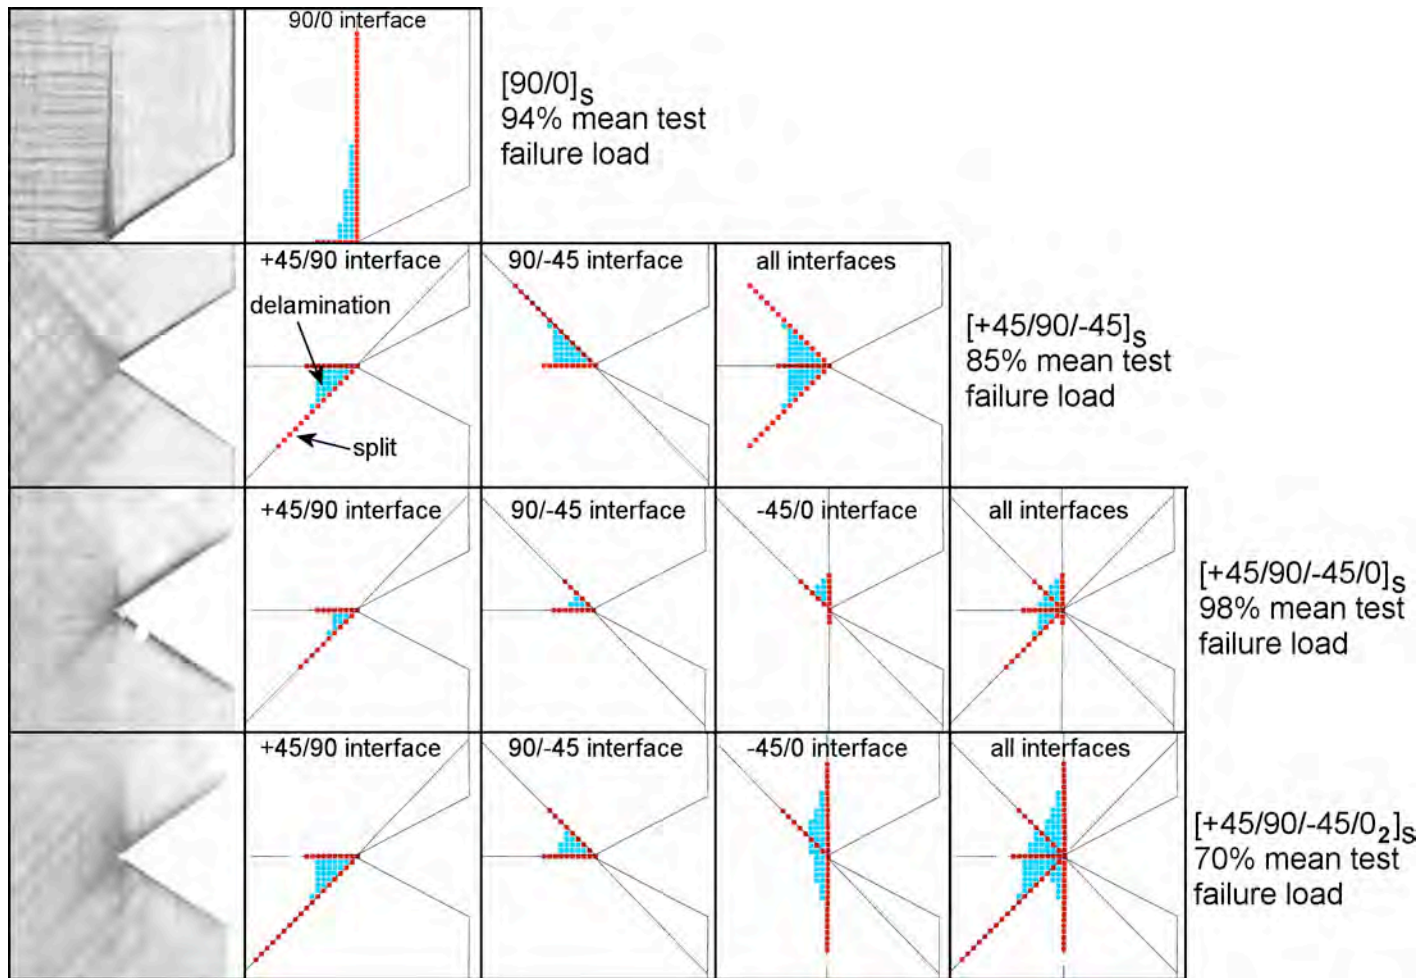 90/0 interface
[90/0]S
94% mean test
failure load
+45/90 interface
90/-45 interface
all interfaces
delamination
split
[+45/90/-45]S
85% mean test
failure load
+45/90 interface
90/-45 interface
-45/0 interface
all interfaces
[+45/90/-45/0]S
98% mean test
failure load
+45/90 interface
90/-45 interface
-45/0 interface
all interfaces
[+45/90/-45/02]S
70% mean test
failure load